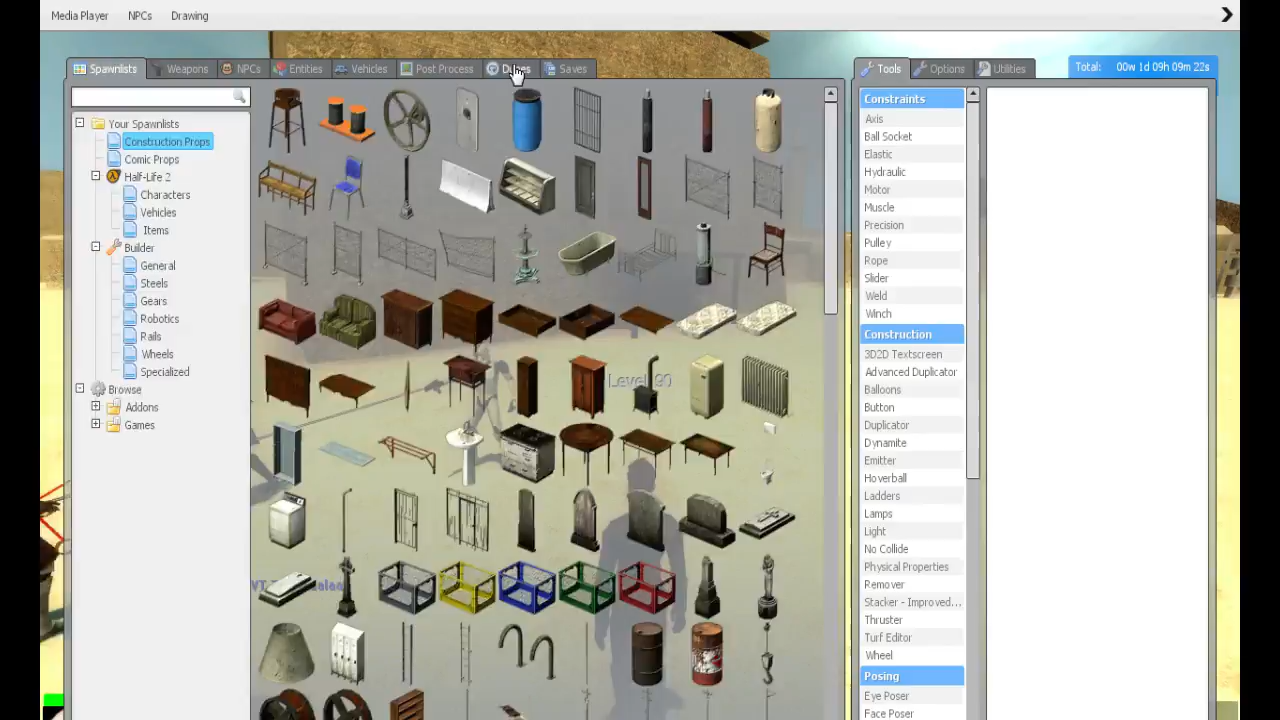 Media Player NPCs Drawing
Spawnlists Weapons NPCs Entities Vehicles Post Process Dupes Saves
Tools Options Utilities
Total: 00w 1d 09h 09m 22s
Your Spawnlists
Construction Props
Comic Props
Half-Life 2
Characters
Vehicles
Items
Builder
General
Steels
Gears
Robotics
Rails
Wheels
Specialized
Browse
Addons
Games
Level: 90
Constraints
Axis
Ball Socket
Elastic
Hydraulic
Motor
Muscle
Precision
Pulley
Rope
Slider
Weld
Winch
Construction
3D2D Textscreen
Advanced Duplicator
Balloons
Button
Duplicator
Dynamite
Emitter
Hoverball
Ladders
Lamps
Light
No Collide
Physical Properties
Remover
Stacker - Improved...
Thruster
Turf Editor
Wheel
Posing
Eye Poser
Face Poser